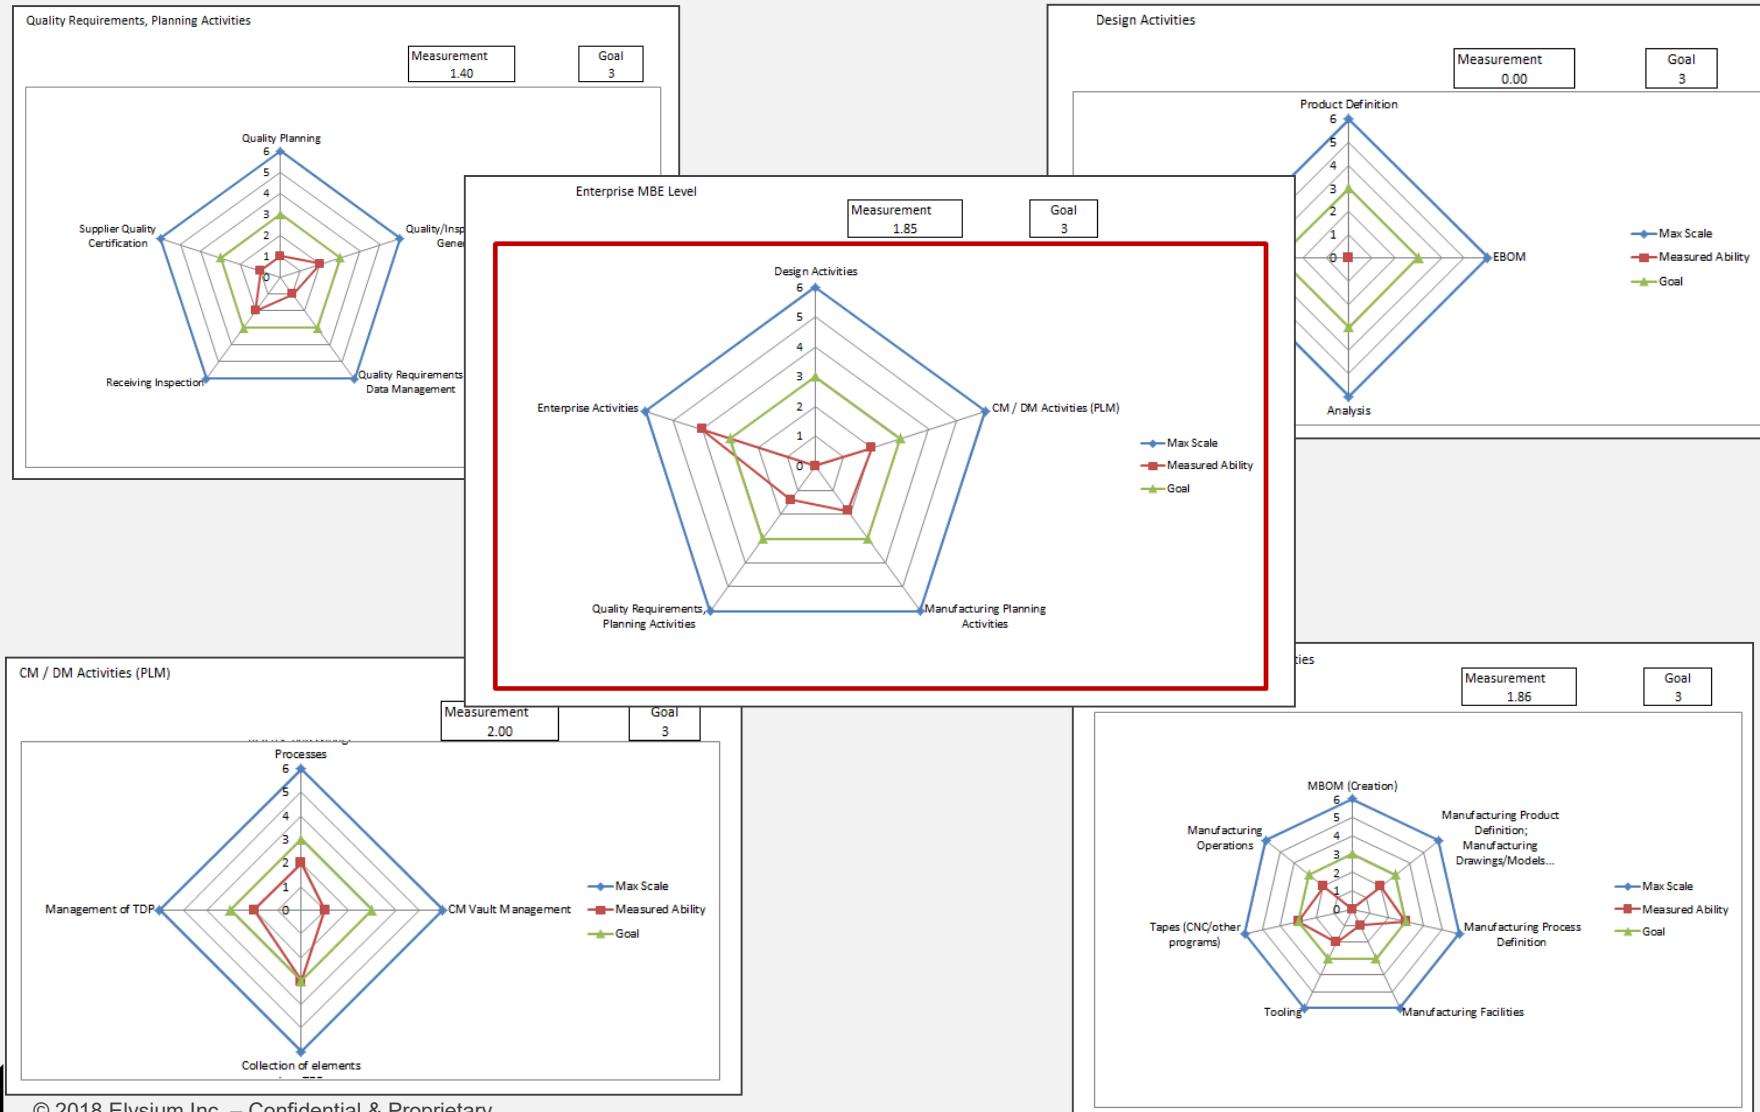 Quality Requirements, Planning Activities
Measurement
1.40
Goal
3
Quality Planning
6
5
4
3
2
1
0
Supplier Quality
Certification
Receiving Inspection
Quality Requirements
Data Management
Design Activities
Measurement
0.00
Goal
3
Product Definition
6
5
4
3
2
1
0
EBOM
Analysis
Max Scale
Measured Ability
Goal
Enterprise MBE Level
Measurement
1.85
Goal
3
Design Activities
6
5
4
3
2
1
0
Enterprise Activities
CM / DM Activities (PLM)
Quality Requirements,
Planning Activities
Manufacturing Planning
Activities
Max Scale
Measured Ability
Goal
CM / DM Activities (PLM)
Measurement
2.00
Goal
3
Processes
6
5
4
3
2
1
0
Management of TDP
CM Vault Management
Collection of elements
Max Scale
Measured Ability
Goal
Measurement
1.86
Goal
3
MBOM (Creation)
6
5
4
3
2
1
0
Manufacturing
Operations
Manufacturing Product
Definition;
Manufacturing
Drawings/Models...
Tapes (CNC/other
programs)
Manufacturing Process
Definition
Tooling
Manufacturing Facilities
Max Scale
Measured Ability
Goal
© 2018 Elysium Inc. – Confidential & Proprietary